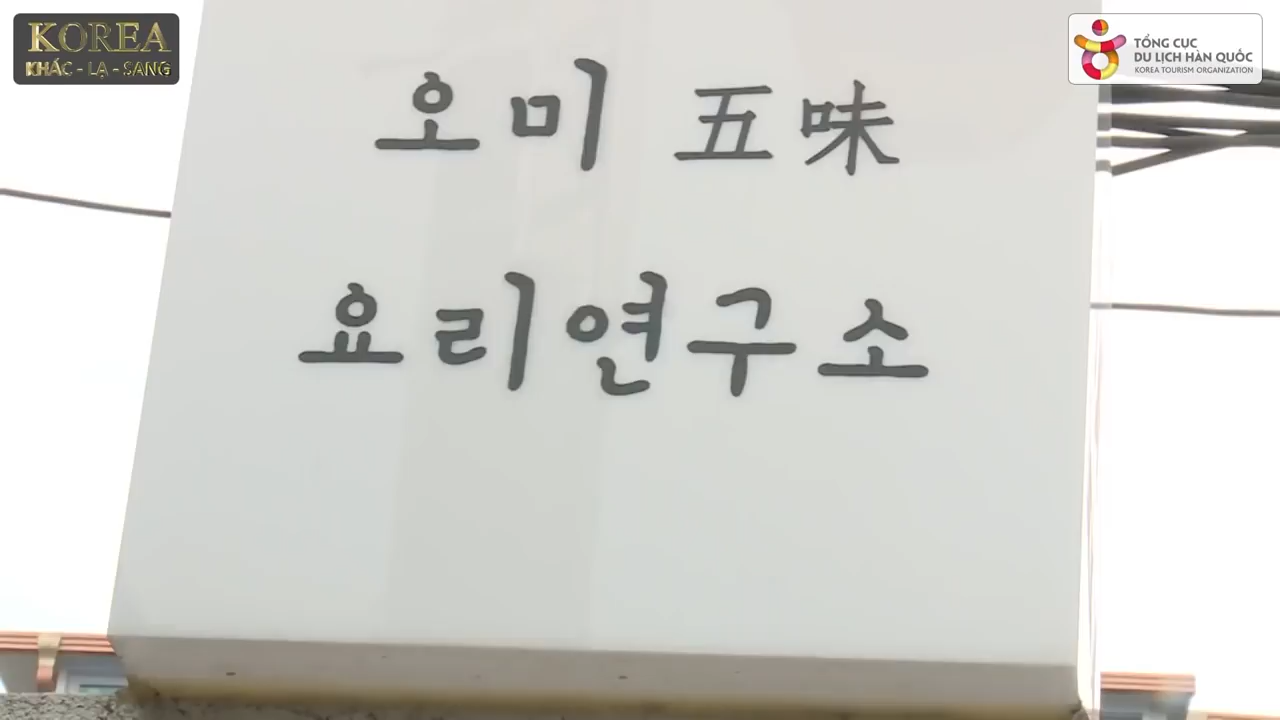 KOREA
KHÁC - LẠ - SANG
TỔNG CỤC
DU LỊCH HÀN QUỐC
KOREA TOURISM ORGANIZATION
오미 五味
요리연구소